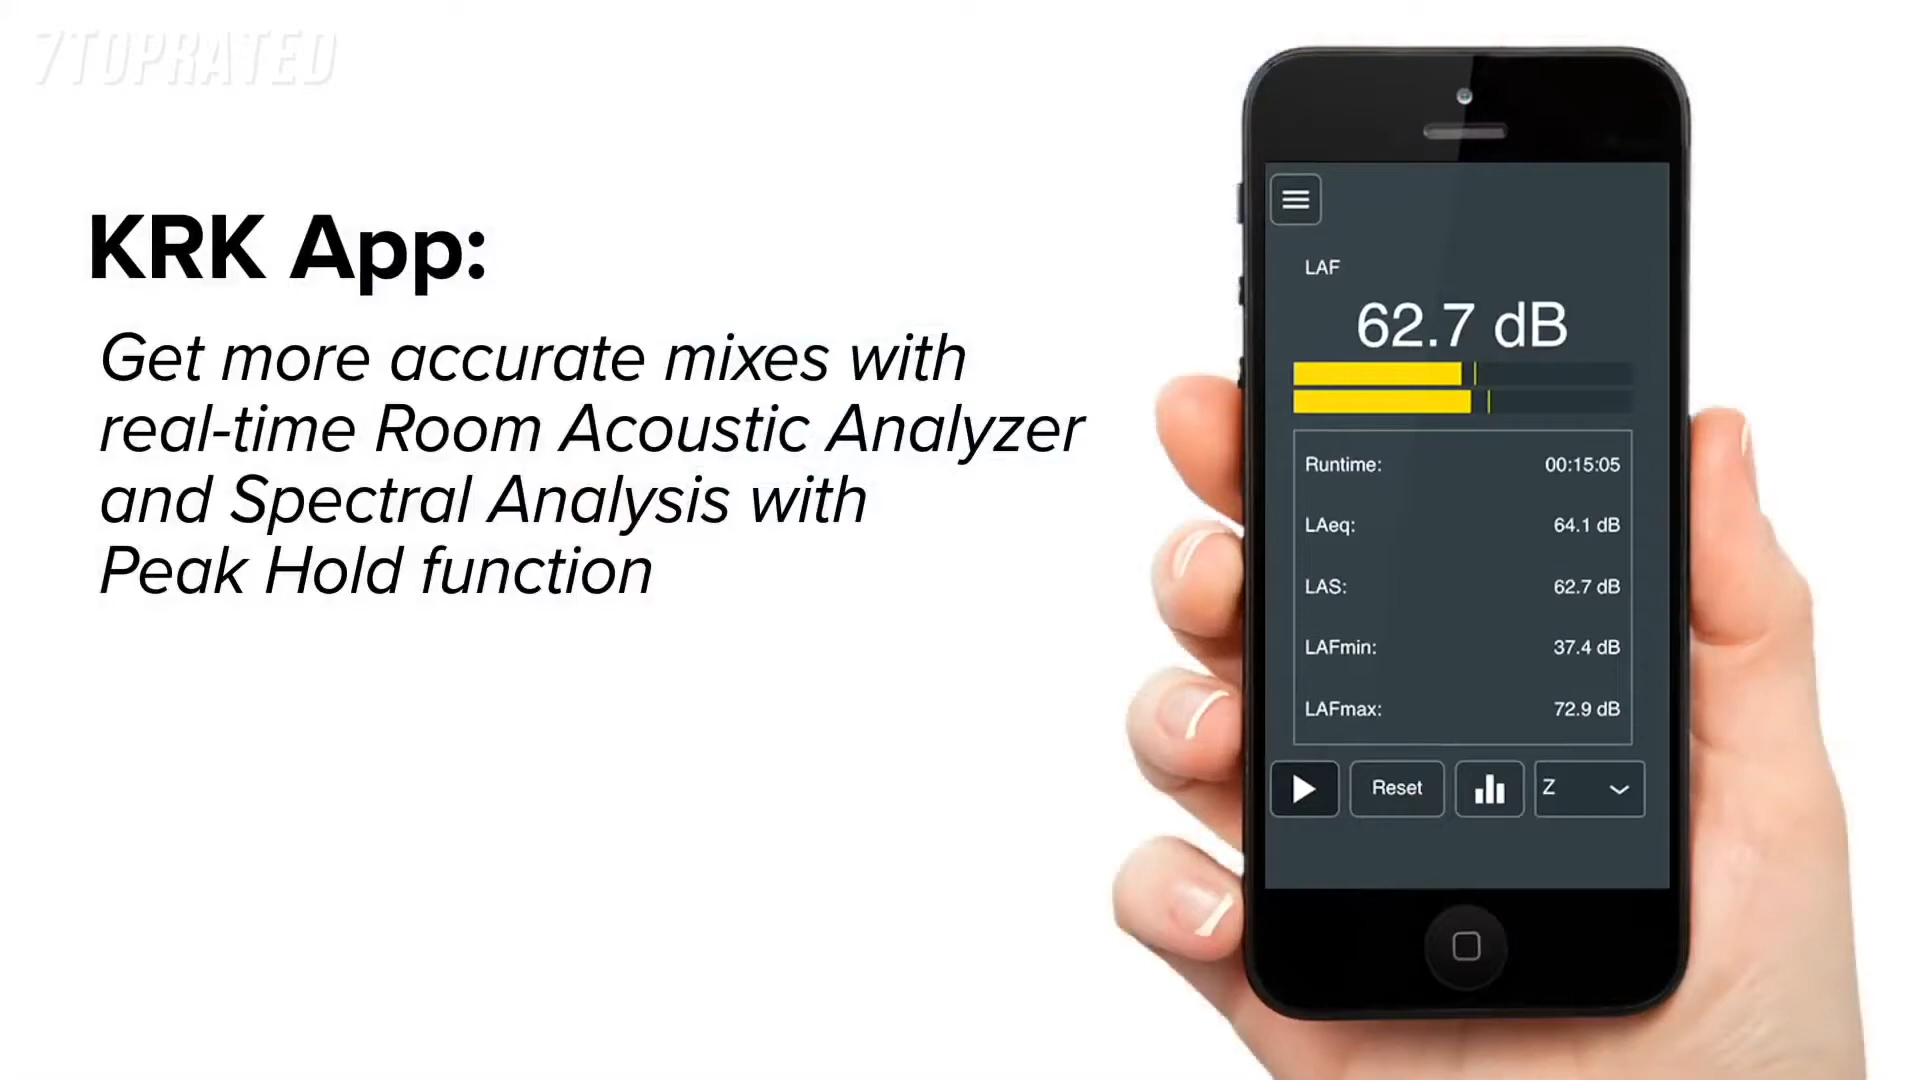 7TOPRATED
KRK App:
Get more accurate mixes with
real-time Room Acoustic Analyzer
and Spectral Analysis with
Peak Hold function
LAF
62.7 dB
Runtime: 00:15:05
LAeq: 64.1 dB
LAS: 62.7 dB
LAFmin: 37.4 dB
LAFmax: 72.9 dB
Reset Z